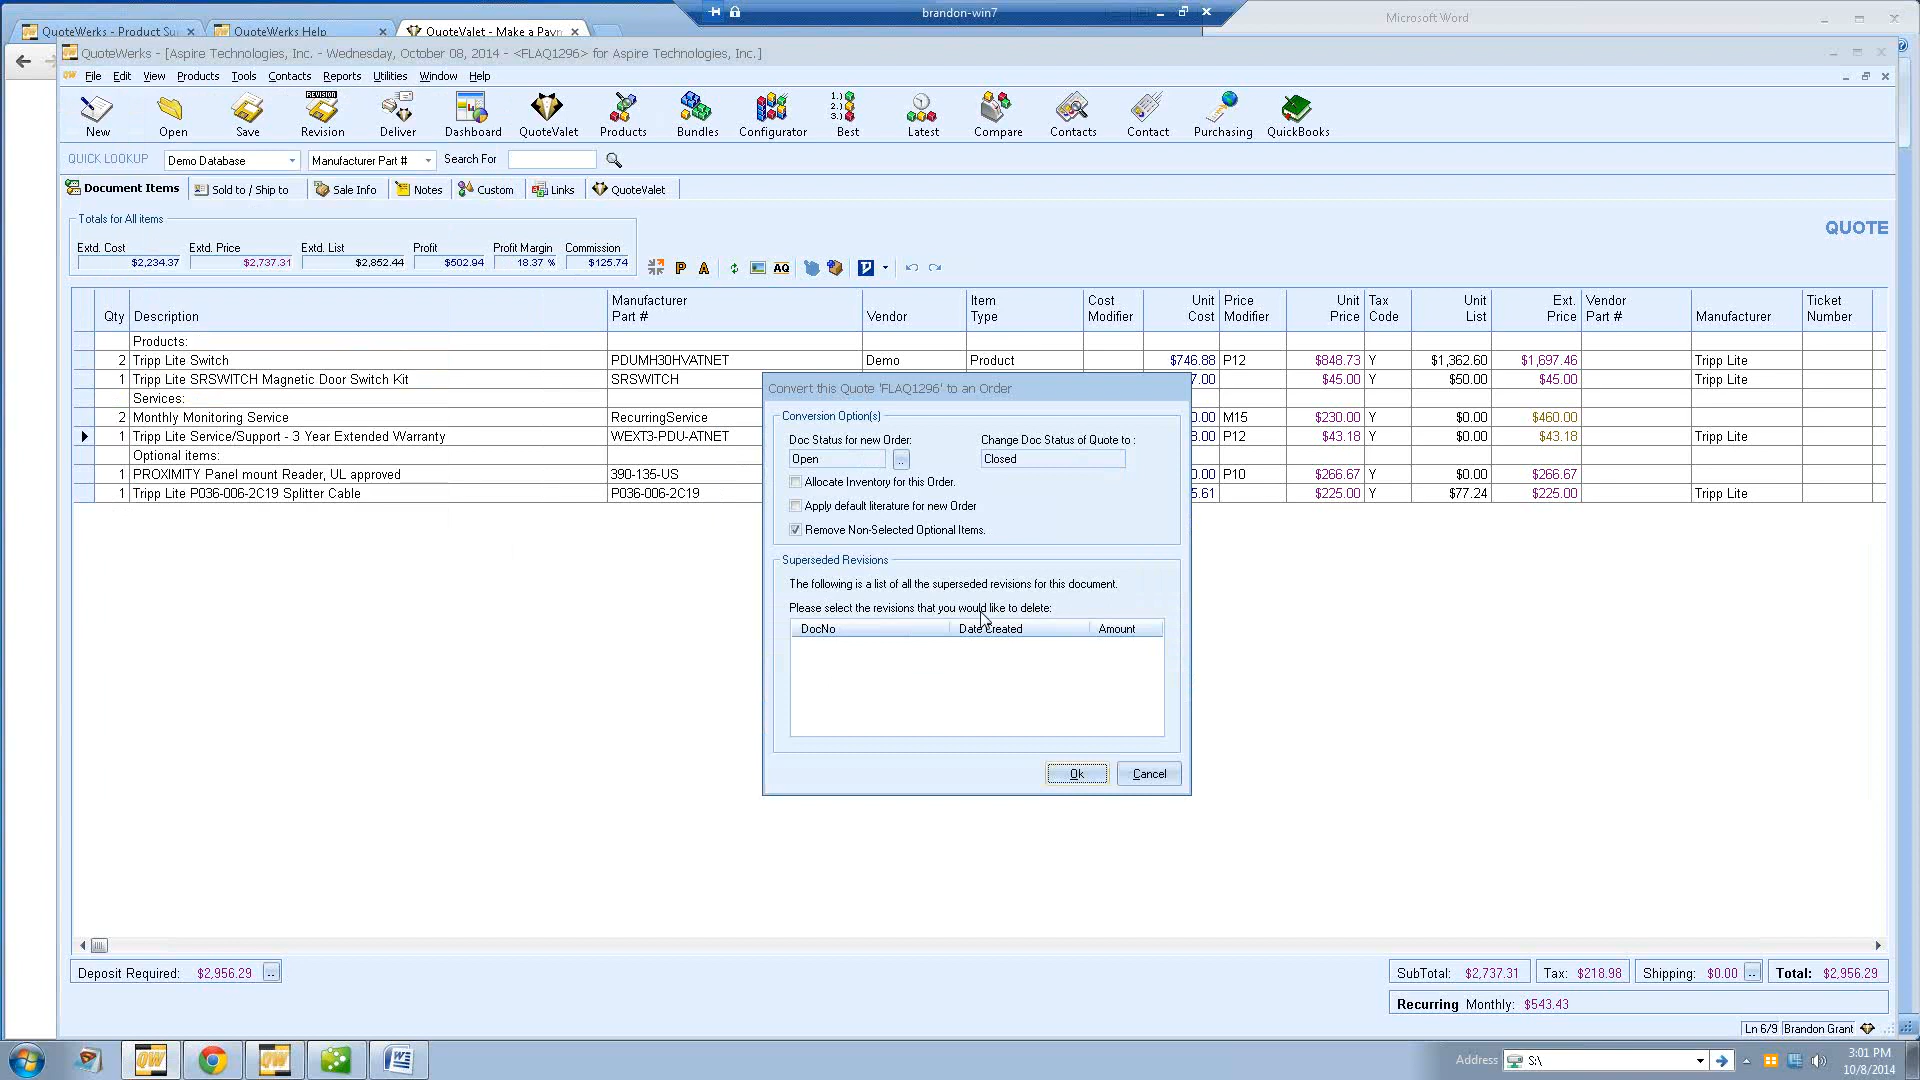 brandon-win7
Microsoft Word
QuoteWerks - Product Su
QuoteWerks Help
QuoteValet - Make a Payn
QuoteWerks - [Aspire Technologies, Inc. - Wednesday, October 08, 2014 - <FLAQ1296> for Aspire Technologies, Inc.]
File Edit View Products Tools Contacts Reports Utilities Window Help
REVISION
1.) 2.) 3.)
New Open Save Revision Deliver Dashboard QuoteValet Products Bundles Configurator Best Latest Compare Contacts Contact Purchasing QuickBooks
QUICK LOOKUP Demo Database Manufacturer Part # Search For
Document Items Sold to / Ship to Sale Info Notes Custom Links QuoteValet
Totals for All items
QUOTE
Extd. Cost Extd. Price Extd. List Profit Profit Margin Commission
$2,234.37 $2,737.31 $2,852.44 $502.94 18.37 % $125.74
P A AQ
Qty Description Manufacturer Part # Vendor Item Type Cost Modifier Unit Cost Price Modifier Unit Price Tax Code Unit List Ext. Price Vendor Part # Manufacturer Ticket Number
Products:
2 Tripp Lite Switch PDUMH30HVATNET Demo Product $746.88 P12 $848.73 Y $1,362.60 $1,697.46 Tripp Lite
1 Tripp Lite SRSWITCH Magnetic Door Switch Kit SRSWITCH 7.00 $45.00 Y $50.00 $45.00 Tripp Lite
Services:
2 Monthly Monitoring Service RecurringService 0.00 M15 $230.00 Y $0.00 $460.00
1 Tripp Lite Service/Support - 3 Year Extended Warranty WEXT3-PDU-ATNET 8.00 P12 $43.18 Y $0.00 $43.18 Tripp Lite
Optional items:
1 PROXIMITY Panel mount Reader, UL approved 390-135-US 0.00 P10 $266.67 Y $0.00 $266.67
1 Tripp Lite P036-006-2C19 Splitter Cable P036-006-2C19 5.61 $225.00 Y $77.24 $225.00 Tripp Lite
Convert this Quote 'FLAQ1296' to an Order
Conversion Option(s)
Doc Status for new Order: Change Doc Status of Quote to :
Open ... Closed
Allocate Inventory for this Order.
Apply default literature for new Order
Remove Non-Selected Optional Items.
Superseded Revisions
The following is a list of all the superseded revisions for this document.
Please select the revisions that you would like to delete:
DocNo Date Created Amount
Ok Cancel
Deposit Required: $2,956.29 ...
SubTotal: $2,737.31 Tax: $218.98 Shipping: $0.00 ... Total: $2,956.29
Recurring Monthly: $543.43
Ln 6/9 Brandon Grant
QW QW W
Address S:\
3:01 PM
10/8/2014